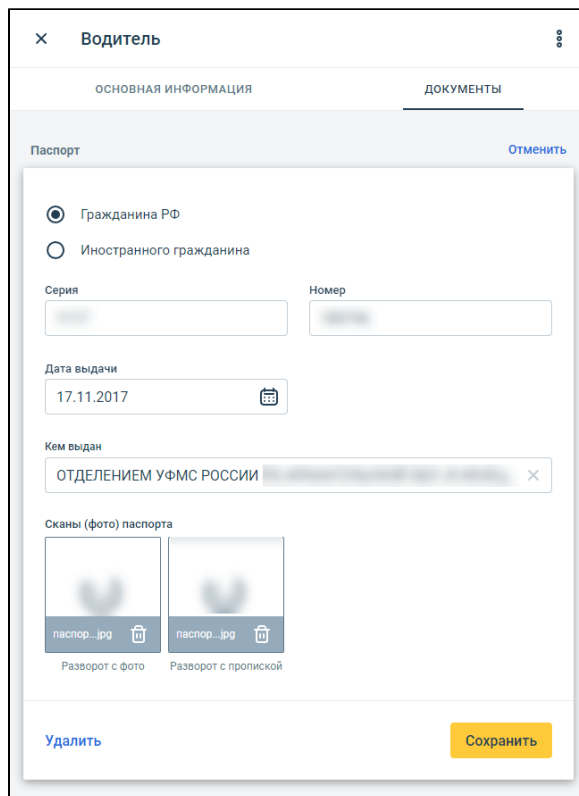 Водитель
ОСНОВНАЯ ИНФОРМАЦИЯ ДОКУМЕНТЫ
Паспорт Отменить
Гражданина РФ
Иностранного гражданина
Серия Номер
Дата выдачи
17.11.2017
Кем выдан
ОТДЕЛЕНИЕМ УФМС РОССИИ
Сканы (фото) паспорта
паспор...jpg паспор...jpg
Разворот с фото Разворот с пропиской
Удалить Сохранить